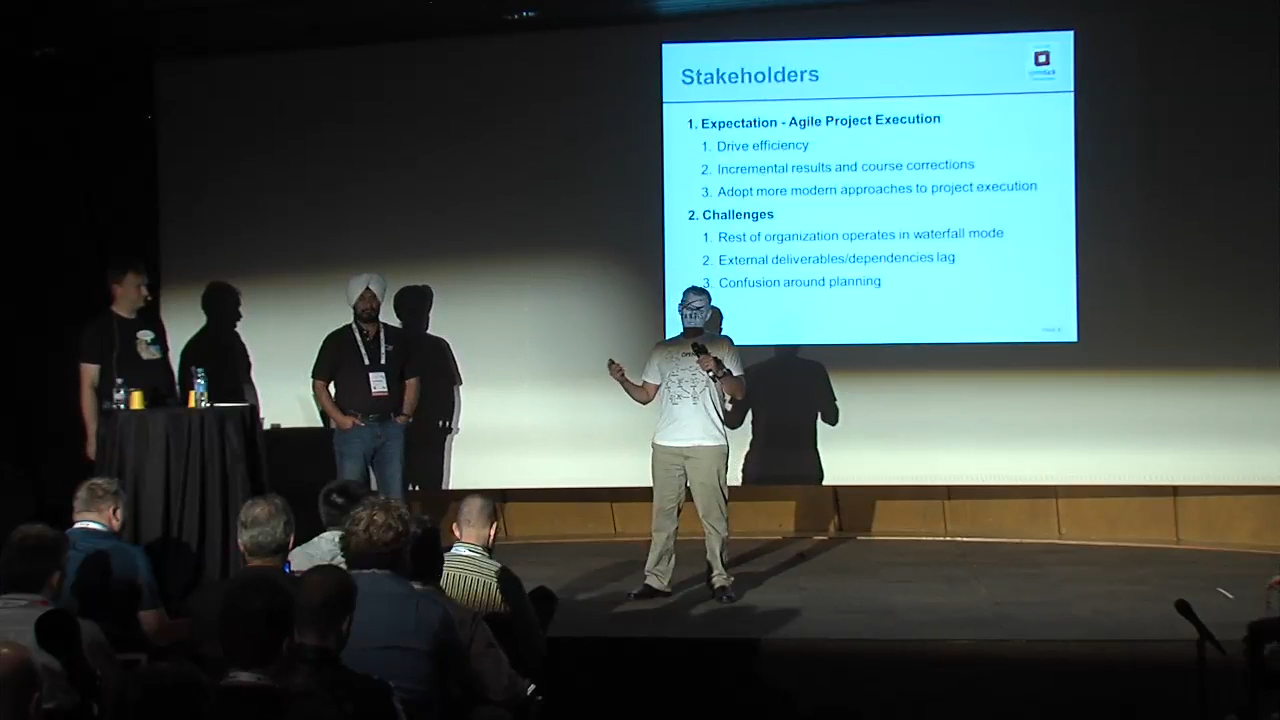 Stakeholders
1. Expectation - Agile Project Execution
1. Drive efficiency
2. Incremental results and course corrections
3. Adopt more modern approaches to project execution
2. Challenges
1. Rest of organization operates in waterfall mode
2. External deliverables/dependencies lag
3. Confusion around planning